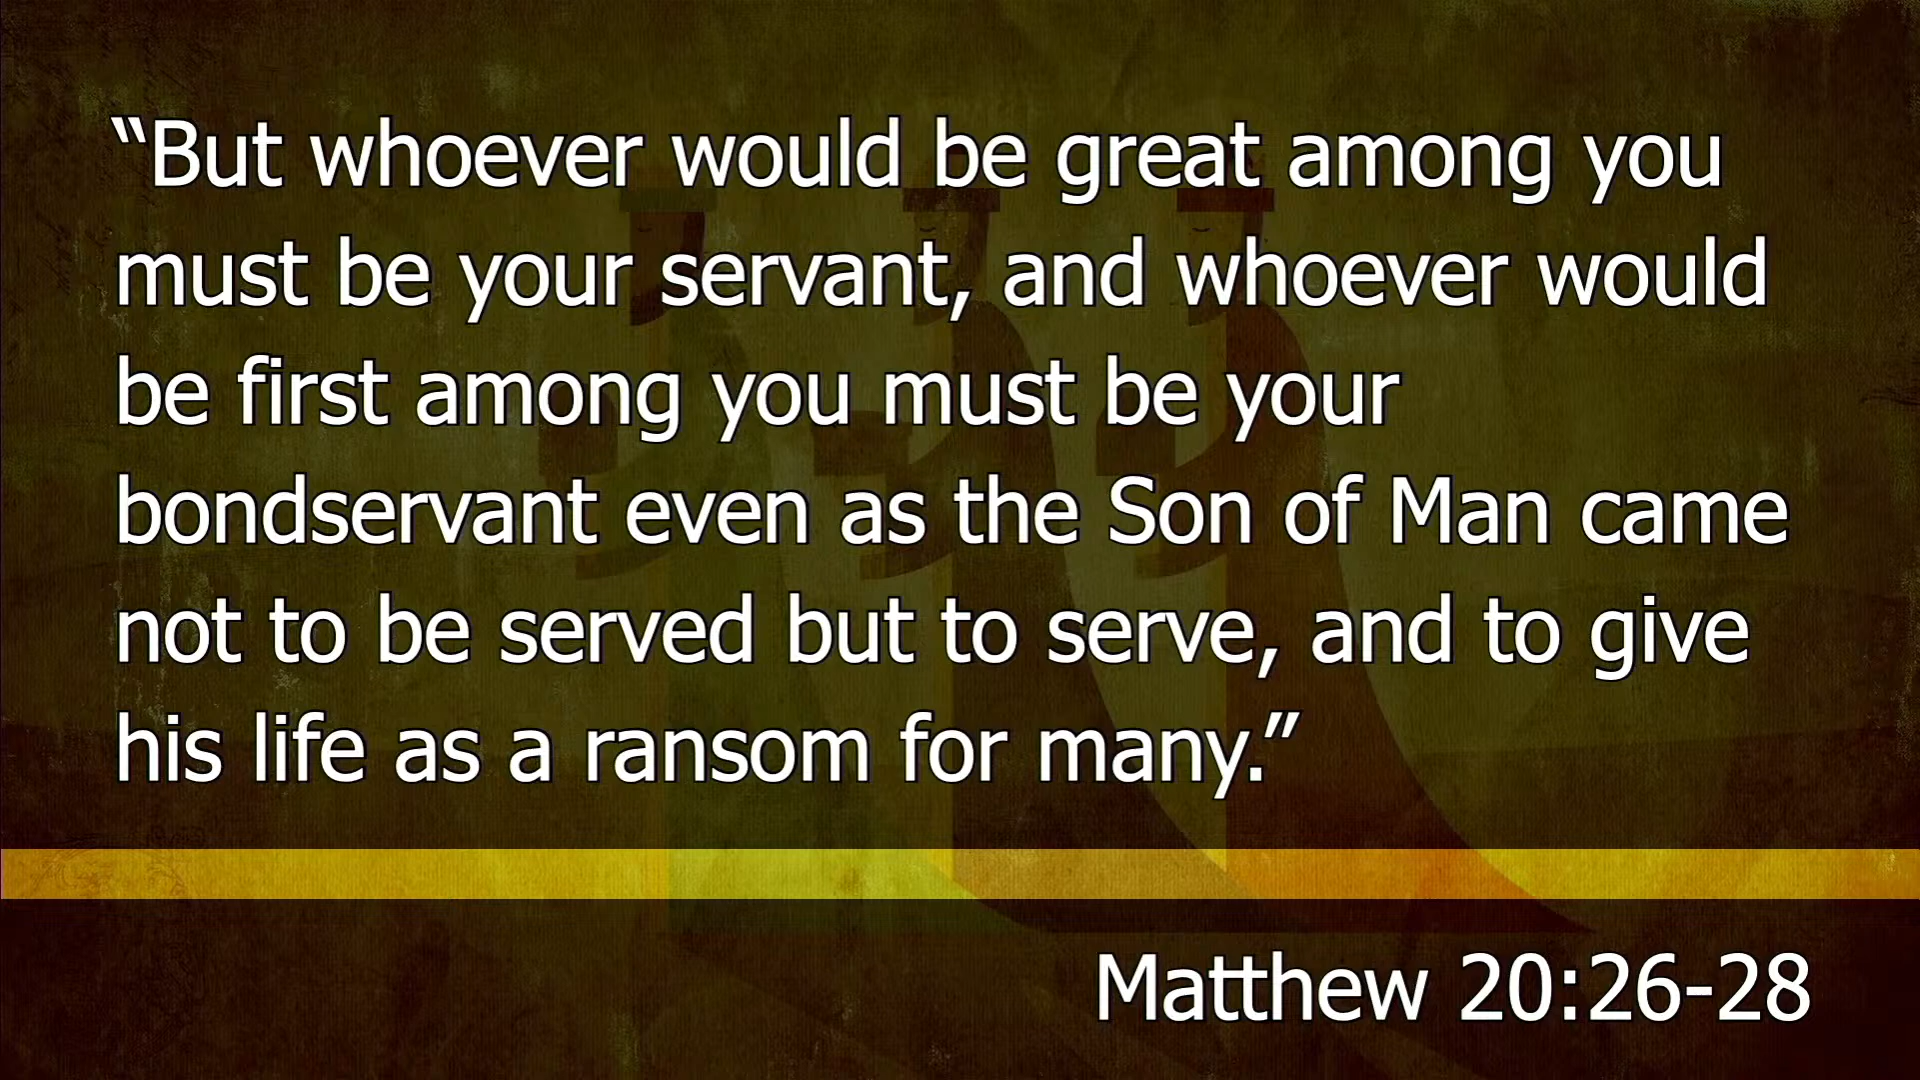 “But whoever would be great among you
must be your servant, and whoever would
be first among you must be your
bondservant even as the Son of Man came
not to be served but to serve, and to give
his life as a ransom for many.”
Matthew 20:26-28